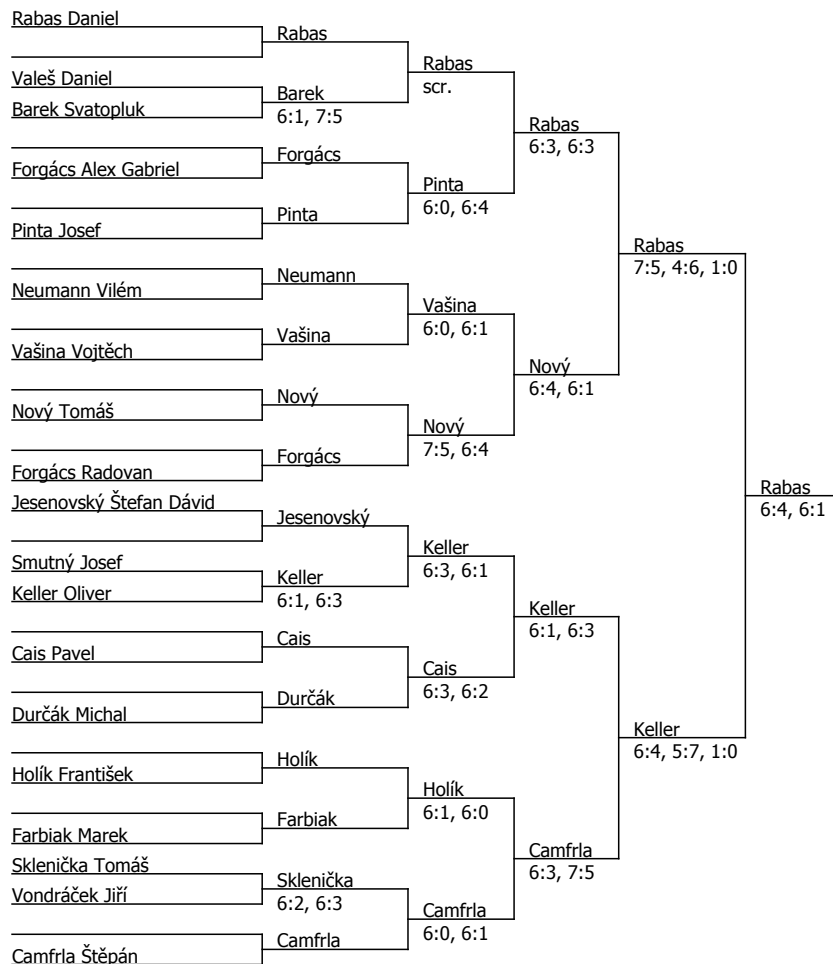 Rabas Daniel
Rabas
Rabas
scr.
Valeš Daniel
Barek
Barek Svatopluk
6:1, 7:5
Rabas
6:3, 6:3
Forgács
Forgács Alex Gabriel
Pinta
6:0, 6:4
Pinta
Pinta Josef
Rabas
7:5, 4:6, 1:0
Neumann
Neumann Vilém
Vašina
6:0, 6:1
Vašina
Vašina Vojtěch
Nový
6:4, 6:1
Nový
Nový Tomáš
Nový
7:5, 6:4
Forgács
Forgács Radovan
Rabas
6:4, 6:1
Jesenovský Štefan Dávid
Jesenovský
Keller
6:3, 6:1
Smutný Josef
Keller
Keller Oliver
6:1, 6:3
Keller
6:1, 6:3
Cais
Cais Pavel
Cais
6:3, 6:2
Durčák
Durčák Michal
Keller
6:4, 5:7, 1:0
Holík
Holík František
Holík
6:1, 6:0
Farbiak
Farbiak Marek
Camfrla
6:3, 7:5
Sklenička Tomáš
Sklenička
Vondráček Jiří
6:2, 6:3
Camfrla
6:0, 6:1
Camfrla
Camfrla Štěpán